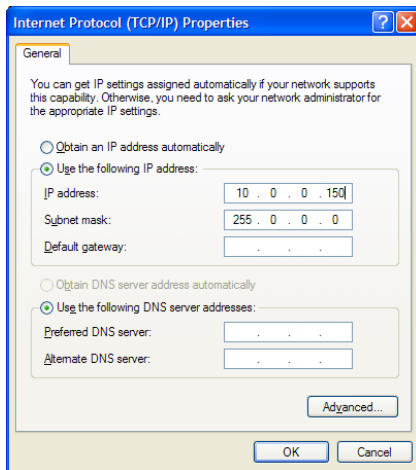 Internet Protocol (TCP/IP) Properties
General
You can get IP settings assigned automatically if your network supports
this capability. Otherwise, you need to ask your network administrator for
the appropriate IP settings.
Obtain an IP address automatically
Use the following IP address:
IP address: 10 . 0 . 0 . 150
Subnet mask: 255 . 0 . 0 . 0
Default gateway: . . .
Obtain DNS server address automatically
Use the following DNS server addresses:
Preferred DNS server: . . .
Alternate DNS server: . . .
Advanced...
OK Cancel